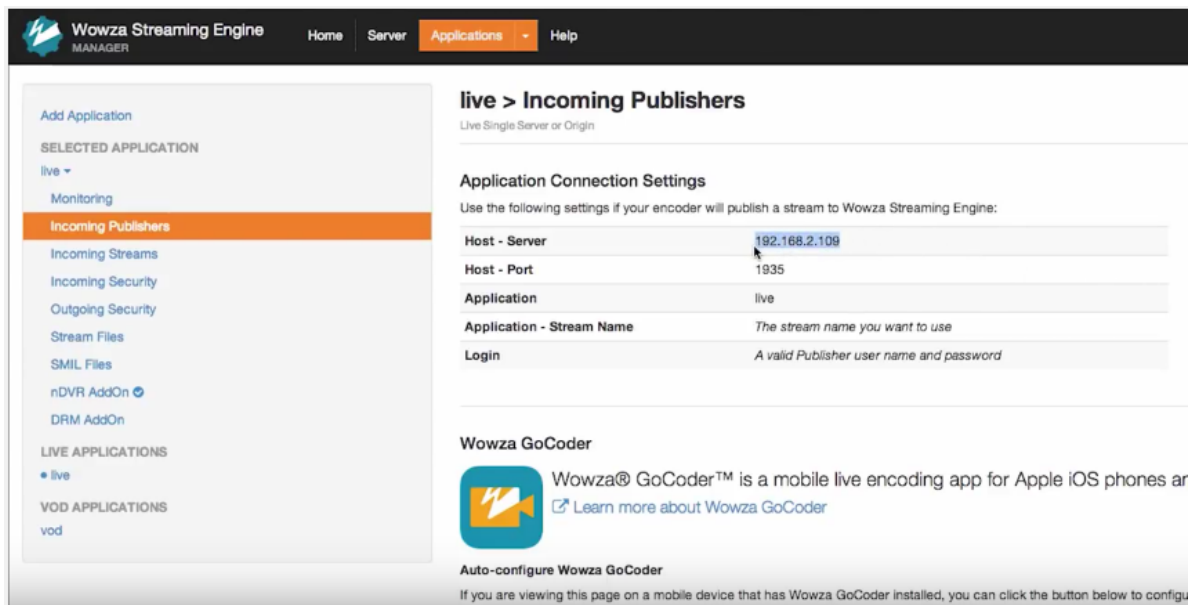 Wowza Streaming Engine
MANAGER
Home Server Applications Help
Add Application
SELECTED APPLICATION
live
Monitoring
Incoming Publishers
Incoming Streams
Incoming Security
Outgoing Security
Stream Files
SMIL Files
nDVR AddOn
DRM AddOn
LIVE APPLICATIONS
live
VOD APPLICATIONS
vod
live > Incoming Publishers
Live Single Server or Origin
Application Connection Settings
Use the following settings if your encoder will publish a stream to Wowza Streaming Engine:
Host - Server 192.168.2.109
Host - Port 1935
Application live
Application - Stream Name The stream name you want to use
Login A valid Publisher user name and password
Wowza GoCoder
Wowza® GoCoder™ is a mobile live encoding app for Apple iOS phones
Learn more about Wowza GoCoder
Auto-configure Wowza GoCoder
If you are viewing this page on a mobile device that has Wowza GoCoder installed, you can click the button below to